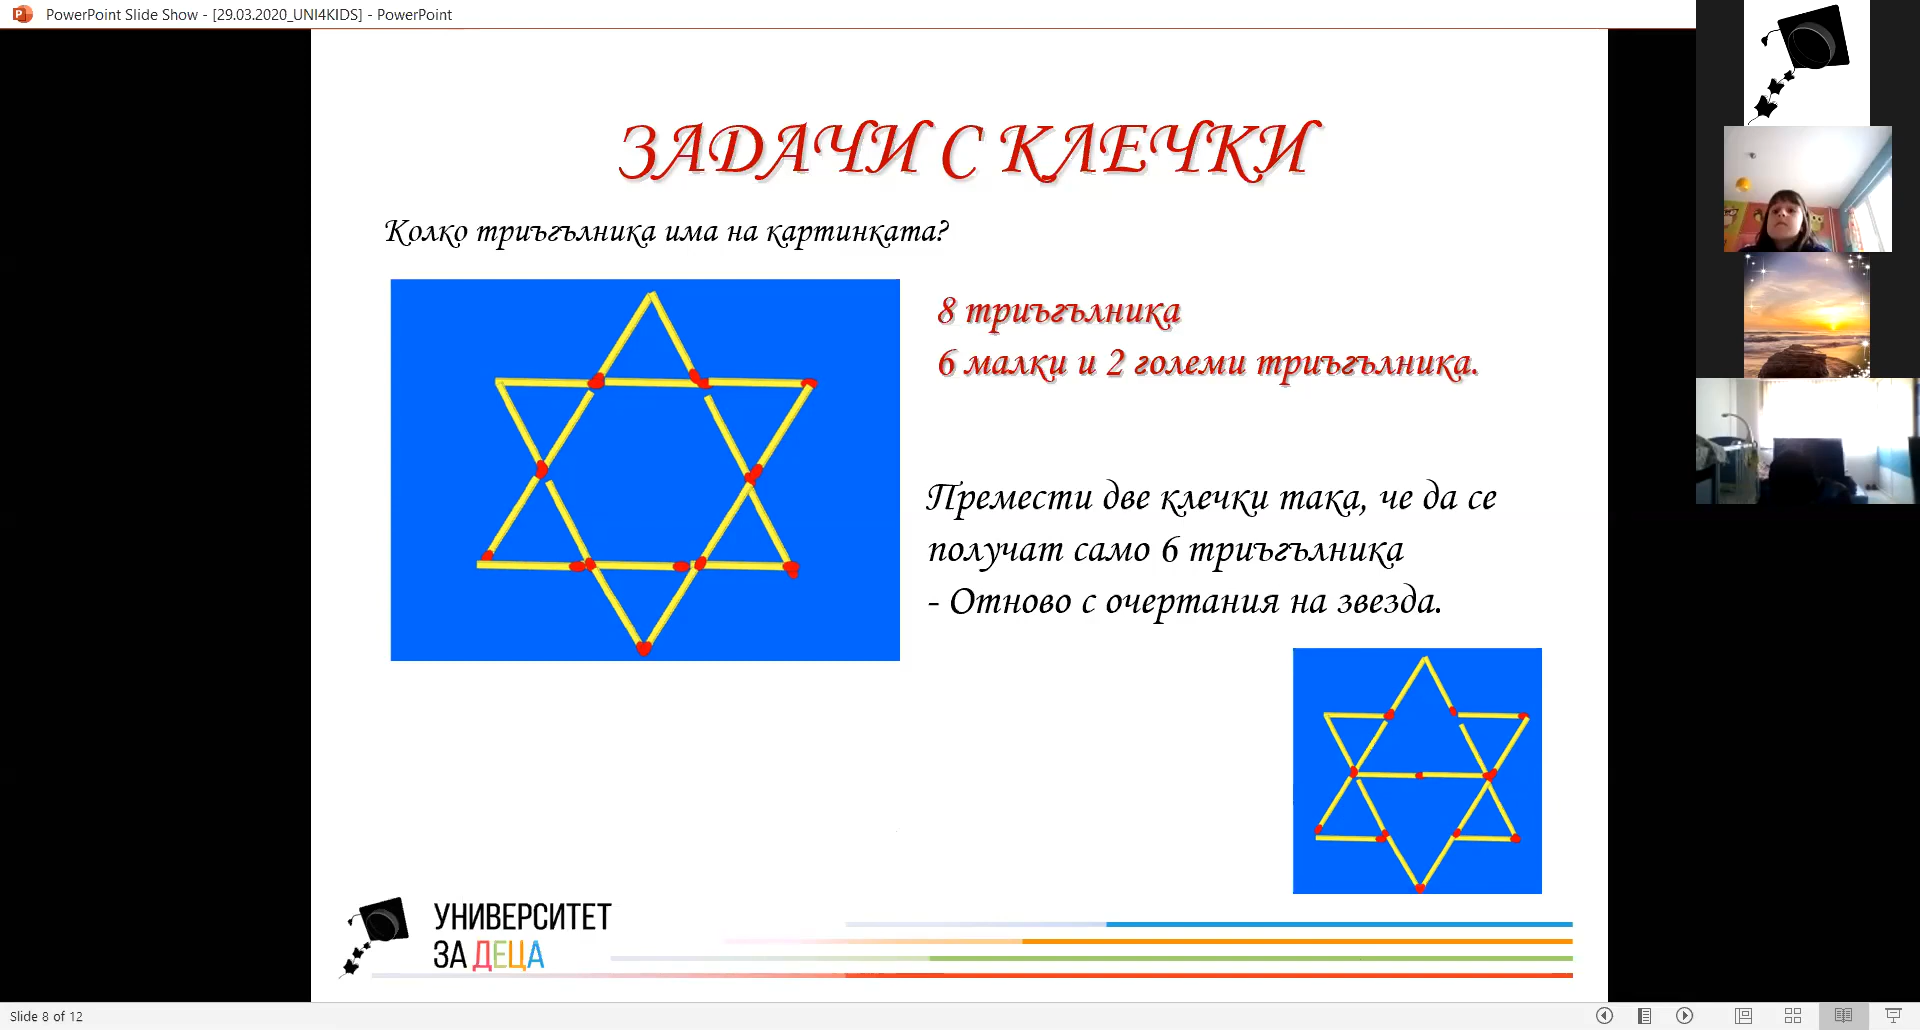 PowerPoint Slide Show - [29.03.2020_UNI4KIDS] - PowerPoint
ЗАДАЧИ С КЛЕЧКИ
Колко триъгълника има на картинката?
8 триъгълника
6 малки и 2 големи триъгълника.
Премести две клечки така, че да се
получат само 6 триъгълника
- Отново с очертания на звезда.
УНИВЕРСИТЕТ
ЗА ДЕЦА
Slide 8 of 12